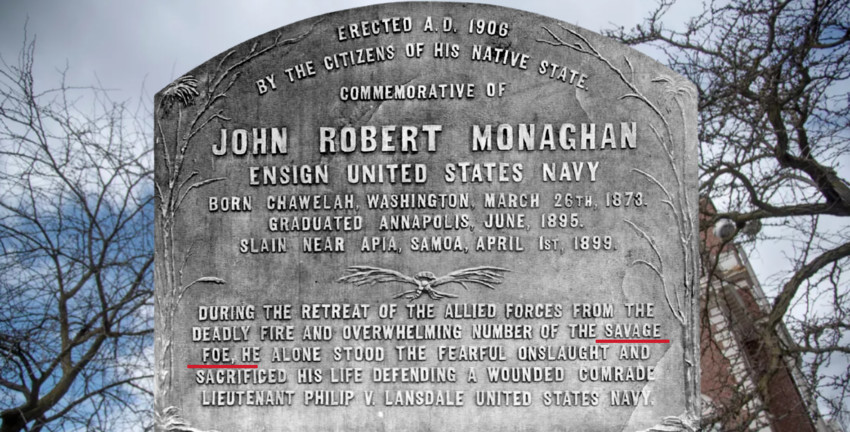 ERECTED A.D. 1906
BY THE CITIZENS OF HIS NATIVE STATE.
COMMEMORATIVE OF
JOHN ROBERT MONAGHAN
ENSIGN UNITED STATES NAVY
BORN CHAWELAH, WASHINGTON, MARCH 26TH, 1873.
GRADUATED ANNAPOLIS, JUNE, 1895.
SLAIN NEAR APIA, SAMOA, APRIL 1ST, 1899.
DURING THE RETREAT OF THE ALLIED FORCES FROM THE
DEADLY FIRE AND OVERWHELMING NUMBER OF THE SAVAGE
FOE, HE ALONE STOOD THE FEARFUL ONSLAUGHT AND
SACRIFICED HIS LIFE DEFENDING A WOUNDED COMRADE
LIEUTENANT PHILIP V. LANSDALE UNITED STATES NAVY.